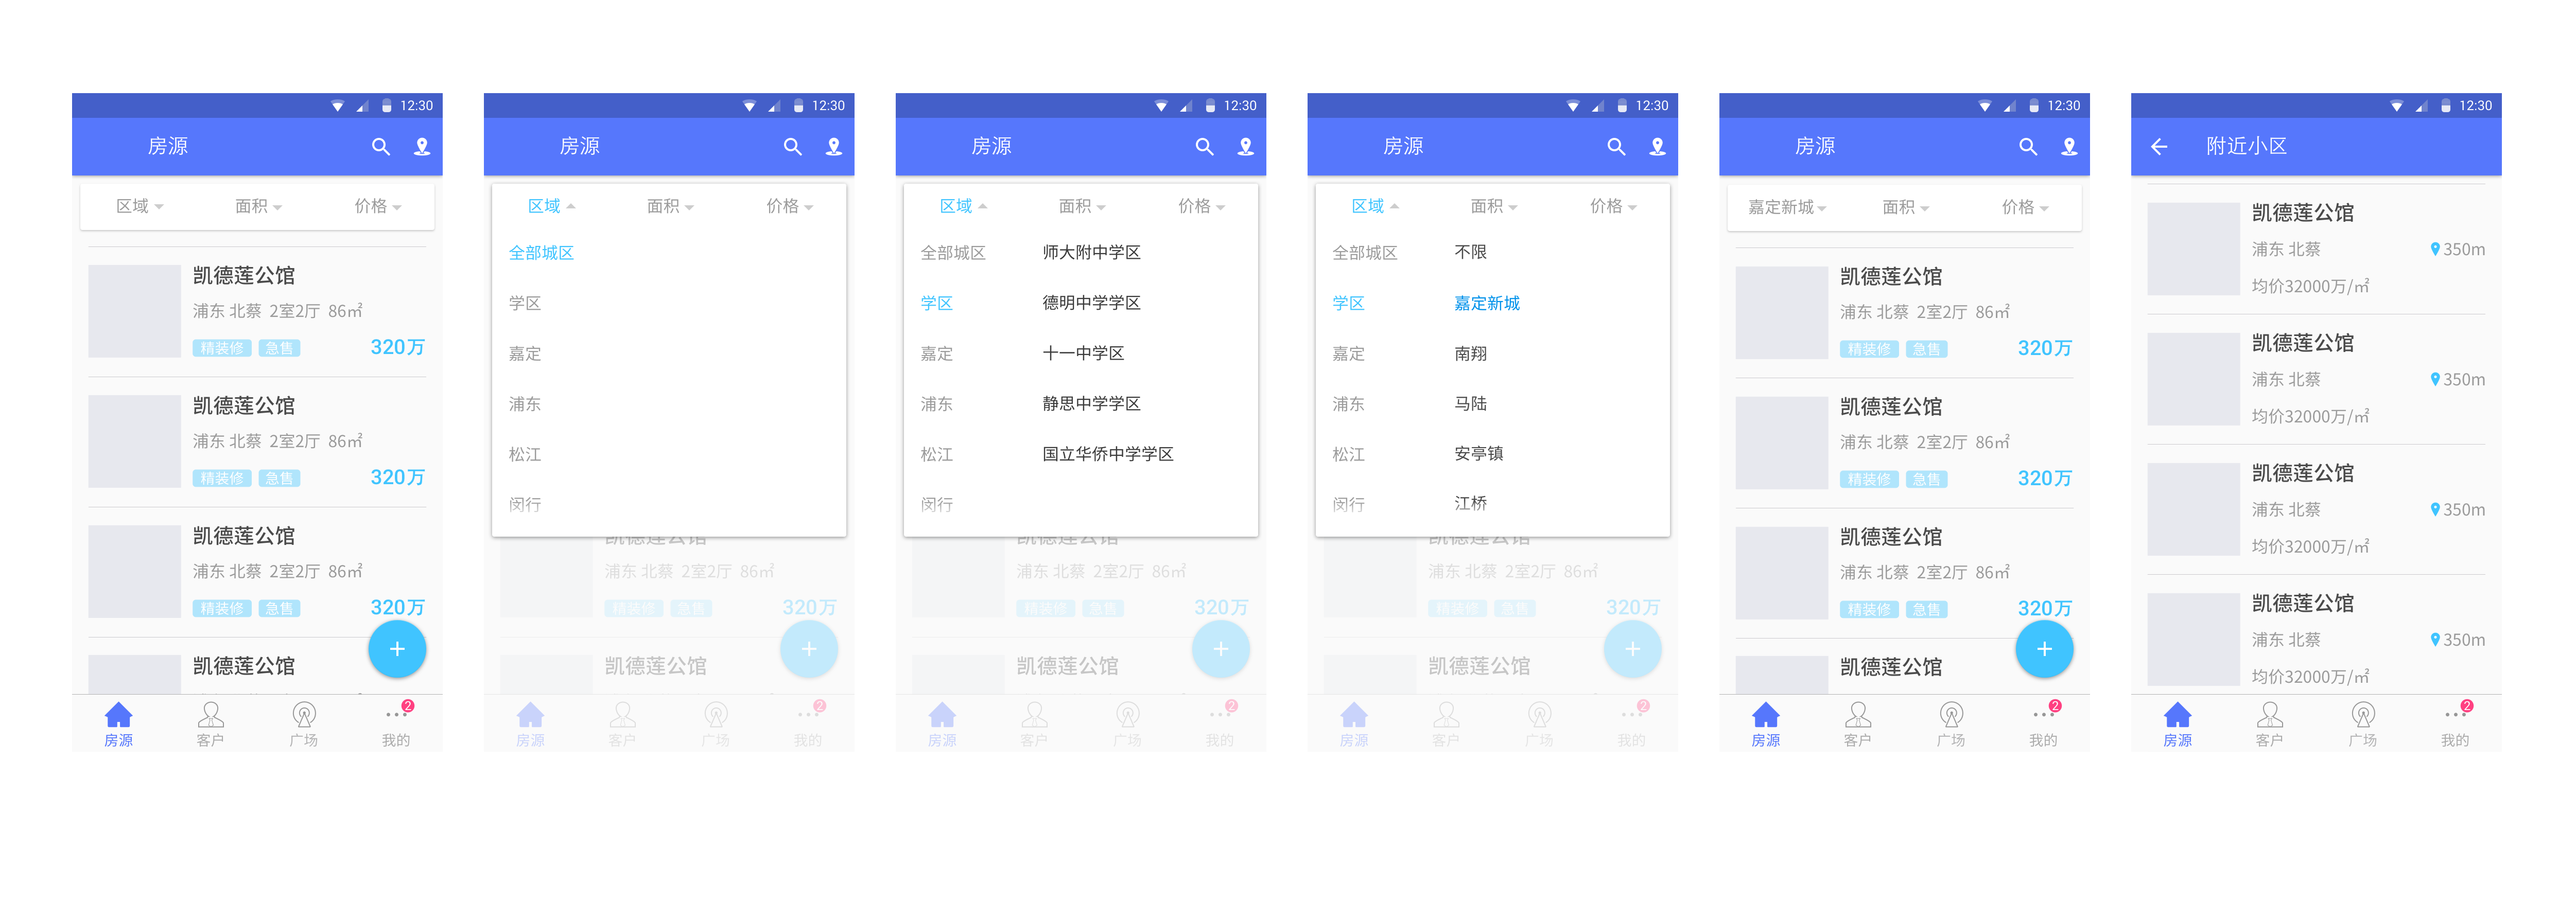 12:30
房源
区域 面积 价格
凯德莲公馆
浦东 北蔡 2室2厅 86㎡
精装修 急售 320万
凯德莲公馆
浦东 北蔡 2室2厅 86㎡
精装修 急售 320万
凯德莲公馆
浦东 北蔡 2室2厅 86㎡
精装修 急售 320万
凯德莲公馆
+
2
房源 客户 广场 我的
12:30
房源
区域 面积 价格
全部城区
学区
嘉定
浦东
松江
闵行
凯德莲公馆
浦东 北蔡 2室2厅 86㎡
精装修 急售 320万
凯德莲公馆
+
2
房源 客户 广场 我的
12:30
房源
区域 面积 价格
全部城区 师大附中学区
学区 德明中学学区
嘉定 十一中学区
浦东 静思中学学区
松江 国立华侨中学学区
闵行
凯德莲公馆
浦东 北蔡 2室2厅 86㎡
精装修 急售 320万
凯德莲公馆
+
2
房源 客户 广场 我的
12:30
房源
区域 面积 价格
全部城区 不限
学区 嘉定新城
嘉定 南翔
浦东 马陆
松江 安亭镇
闵行 江桥
凯德莲公馆
浦东 北蔡 2室2厅 86㎡
精装修 急售 320万
凯德莲公馆
+
2
房源 客户 广场 我的
12:30
房源
嘉定新城 面积 价格
凯德莲公馆
浦东 北蔡 2室2厅 86㎡
精装修 急售 320万
凯德莲公馆
浦东 北蔡 2室2厅 86㎡
精装修 急售 320万
凯德莲公馆
浦东 北蔡 2室2厅 86㎡
精装修 急售 320万
凯德莲公馆
+
2
房源 客户 广场 我的
12:30
附近小区
凯德莲公馆
浦东 北蔡 350m
均价32000万/㎡
凯德莲公馆
浦东 北蔡 350m
均价32000万/㎡
凯德莲公馆
浦东 北蔡 350m
均价32000万/㎡
凯德莲公馆
浦东 北蔡 350m
均价32000万/㎡
2
房源 客户 广场 我的